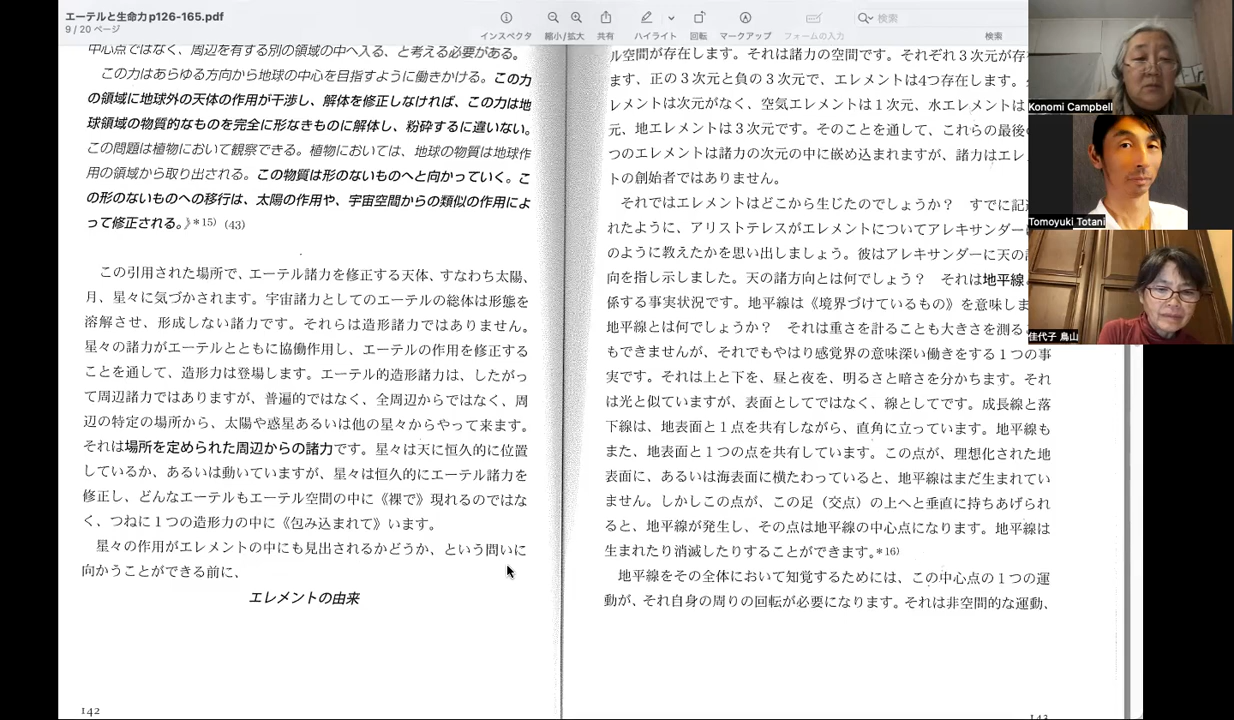 エーテルと生命力p126-165.pdf
9 / 20 ページ
インスペクタ
縮小/拡大
共有
ハイライト
回転
マークアップ
フォームの入力
検索
検索
中心点ではなく、周辺を有する別の領域の中へ入る、と考える必要がある。
この力はあらゆる方向から地球の中心を目指すように働きかける。この力
の領域に地球外の天体の作用が干渉し、解体を修正しなければ、この力は地
球領域の物質的なものを完全に形なきものに解体し、粉砕するに違いない。
この問題は植物において観察できる。植物においては、地球の物質は地球作
用の領域から取り出される。この物質は形のないものへと向かっていく。こ
の形のないものへの移行は、太陽の作用や、宇宙空間からの類似の作用によ
って修正される。》*15) (43)
この引用された場所で、エーテル諸力を修正する天体、すなわち太陽、
月、星々に気づかされます。宇宙諸力としてのエーテルの総体は形態を
溶解させ、形成しない諸力です。それらは造形諸力ではありません。
星々の諸力がエーテルとともに協働作用し、エーテルの作用を修正する
ことを通して、造形力は登場します。エーテル的造形諸力は、したがっ
て周辺諸力ではありますが、普遍的ではなく、全周辺からではなく、周
辺の特定の場所から、太陽や惑星あるいは他の星々からやって来ます。
それは場所を定められた周辺からの諸力です。星々は天に恒久的に位置
しているか、あるいは動いていますが、星々は恒久的にエーテル諸力を
修正し、どんなエーテルもエーテル空間の中に《裸で》現れるのではな
く、つねに１つの造形力の中に《包み込まれて》います。
星々の作用がエレメントの中にも見出されるかどうか、という問いに
向かうことができる前に、
エレメントの由来
142
ル空間が存在します。それは諸力の空間です。それぞれ３次元が存
ます、正の３次元と負の３次元で、エレメントは4つ存在します。
レメントは次元がなく、空気エレメントは１次元、水エレメントは
元、地エレメントは３次元です。そのことを通して、これらの最後の
つのエレメントは諸力の次元の中に嵌め込まれますが、諸力はエレ
トの創始者ではありません。
それではエレメントはどこから生じたのでしょうか？ すでに記述
れたように、アリストテレスがエレメントについてアレキサンダーに
のように教えたかを思い出しましょう。彼はアレキサンダーに天の
向を指し示しました。天の諸方向とは何でしょう？ それは地平線
係する事実状況です。地平線は《境界づけているもの》を意味しま
地平線とは何でしょうか？ それは重さを計ることも大きさを測る
もできませんが、それでもやはり感覚界の意味深い働きをする１つの事
実です。それは上と下を、昼と夜を、明るさと暗さを分かちます。それ
は光と似ていますが、表面としてではなく、線としてです。成長線と落
下線は、地表面と１点を共有しながら、直角に立っています。地平線も
また、地表面と１つの点を共有しています。この点が、理想化された地
表面に、あるいは海表面に横たわっていると、地平線はまだ生まれてい
ません。しかしこの点が、この足（交点）の上へと垂直に持ちあげられ
ると、地平線が発生し、その点は地平線の中心点になります。地平線は
生まれたり消滅したりすることができます。*16)
地平線をその全体において知覚するためには、この中心点の１つの運
動が、それ自身の周りの回転が必要になります。それは非空間的な運動、
143
Konomi Campbell
Tomoyuki Totani
佳代子 鳥山